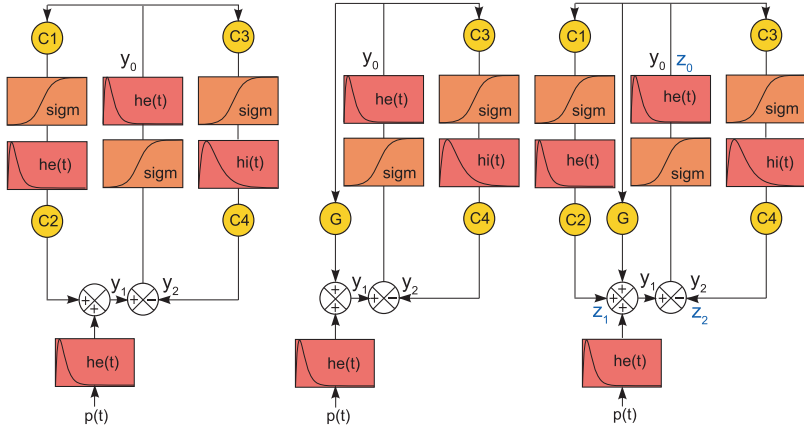 C1
y0
C3
sigm
he(t)
sigm
he(t)
sigm
hi(t)
C2
C4
y1
y2
+
+
+
−
he(t)
p(t)
C3
y0
he(t)
sigm
sigm
hi(t)
G
C4
y1
y2
+
+
+
−
he(t)
p(t)
C1
y0 z0
C3
sigm
he(t)
sigm
he(t)
sigm
hi(t)
C2
G
C4
y1
y2
+
+
+
+
−
z1
z2
he(t)
p(t)